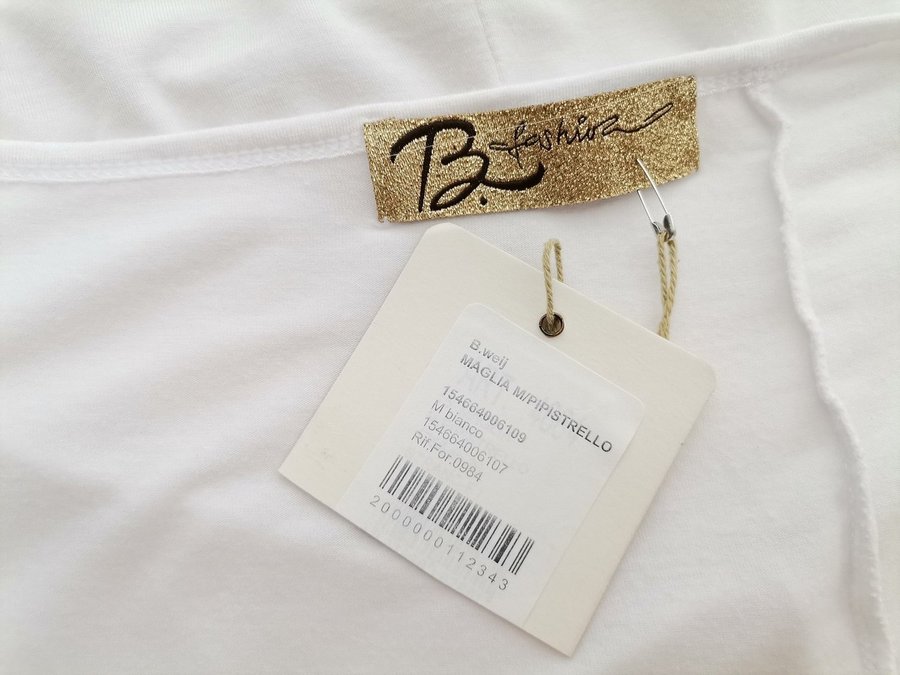 B. fashion
B.weij
MAGLIA M/PIPISTRELLO
154664006109
M bianco
154664006107
Rif.For.0984
2000000112343